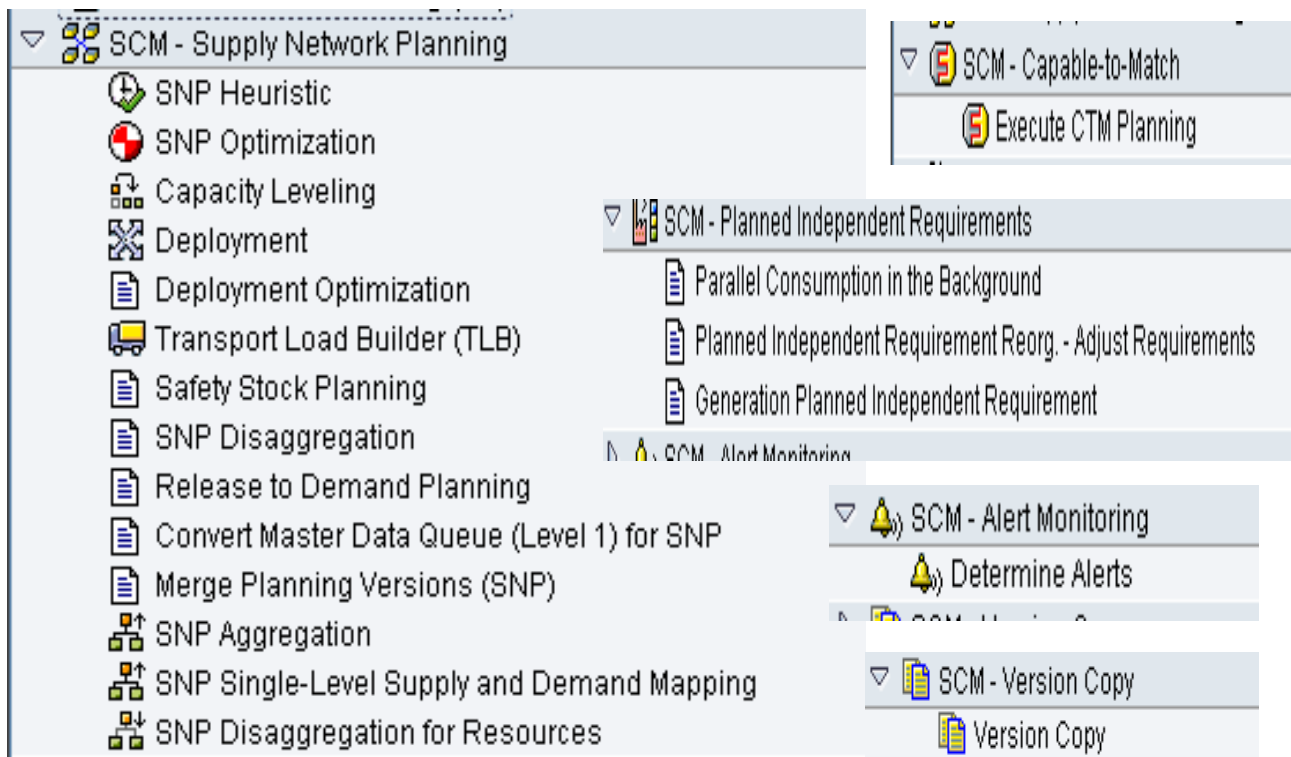 SCM - Supply Network Planning
SNP Heuristic
SNP Optimization
Capacity Leveling
Deployment
Deployment Optimization
Transport Load Builder (TLB)
Safety Stock Planning
SNP Disaggregation
Release to Demand Planning
Convert Master Data Queue (Level 1) for SNP
Merge Planning Versions (SNP)
SNP Aggregation
SNP Single-Level Supply and Demand Mapping
SNP Disaggregation for Resources
SCM - Capable-to-Match
Execute CTM Planning
SCM - Planned Independent Requirements
Parallel Consumption in the Background
Planned Independent Requirement Reorg. - Adjust Requirements
Generation Planned Independent Requirement
SCM - Alert Monitoring
SCM - Alert Monitoring
Determine Alerts
SCM - Version Copy
Version Copy